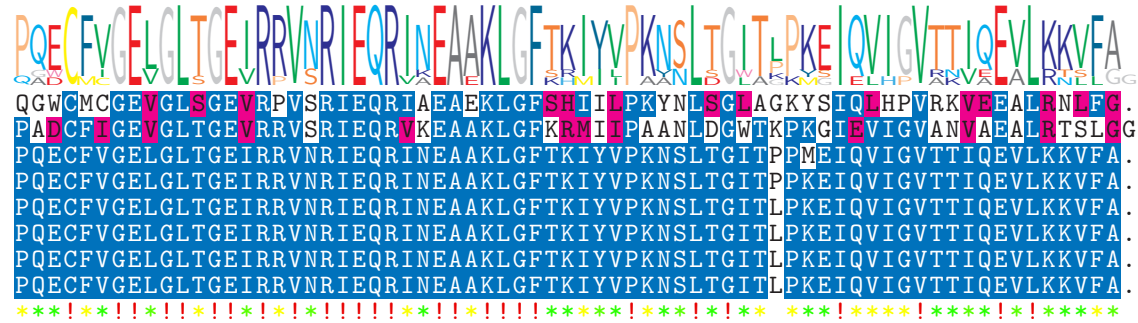 PQECFVGELGLTGEIRRVNRIEQRINEAAKLGFTKIYVPKNSLTGITLPKEIQVIGVTTIQEVLKKVFA
QGWCMCGEVGLSGEVRPVSRIEQRIAEAEKLGFSHIILPKYNLSGLAGKYSIQLHPVRKVEEALRNLFG.
PADCFIGEVGLTGEVRRVSRIEQRVKEAAKLGFKRMIIPAANLDGWTKPKGIEVIGVANVAEALRTSLGG
PQECFVGELGLTGEIRRVNRIEQRINEAAKLGFTKIYVPKNSLTGITPPMEIQVIGVTTIQEVLKKVFA.
PQECFVGELGLTGEIRRVNRIEQRINEAAKLGFTKIYVPKNSLTGITPPKEIQVIGVTTIQEVLKKVFA.
PQECFVGELGLTGEIRRVNRIEQRINEAAKLGFTKIYVPKNSLTGITLPKEIQVIGVTTIQEVLKKVFA.
PQECFVGELGLTGEIRRVNRIEQRINEAAKLGFTKIYVPKNSLTGITLPKEIQVIGVTTIQEVLKKVFA.
PQECFVGELGLTGEIRRVNRIEQRINEAAKLGFTKIYVPKNSLTGITLPKEIQVIGVTTIQEVLKKVFA.
PQECFVGELGLTGEIRRVNRIEQRINEAAKLGFTKIYVPKNSLTGITLPKEIQVIGVTTIQEVLKKVFA.
***!**!!*!!*!!*!*!*!!!!!**!!*!!!!*****!***!*!** ***!****!****!*!*****